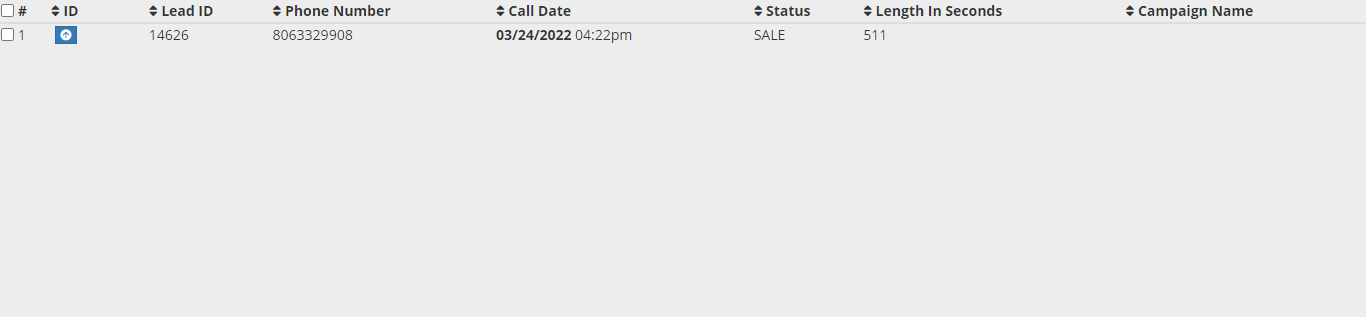 # ID Lead ID Phone Number Call Date Status Length In Seconds Campaign Name
1 14626 8063329908 03/24/2022 04:22pm SALE 511